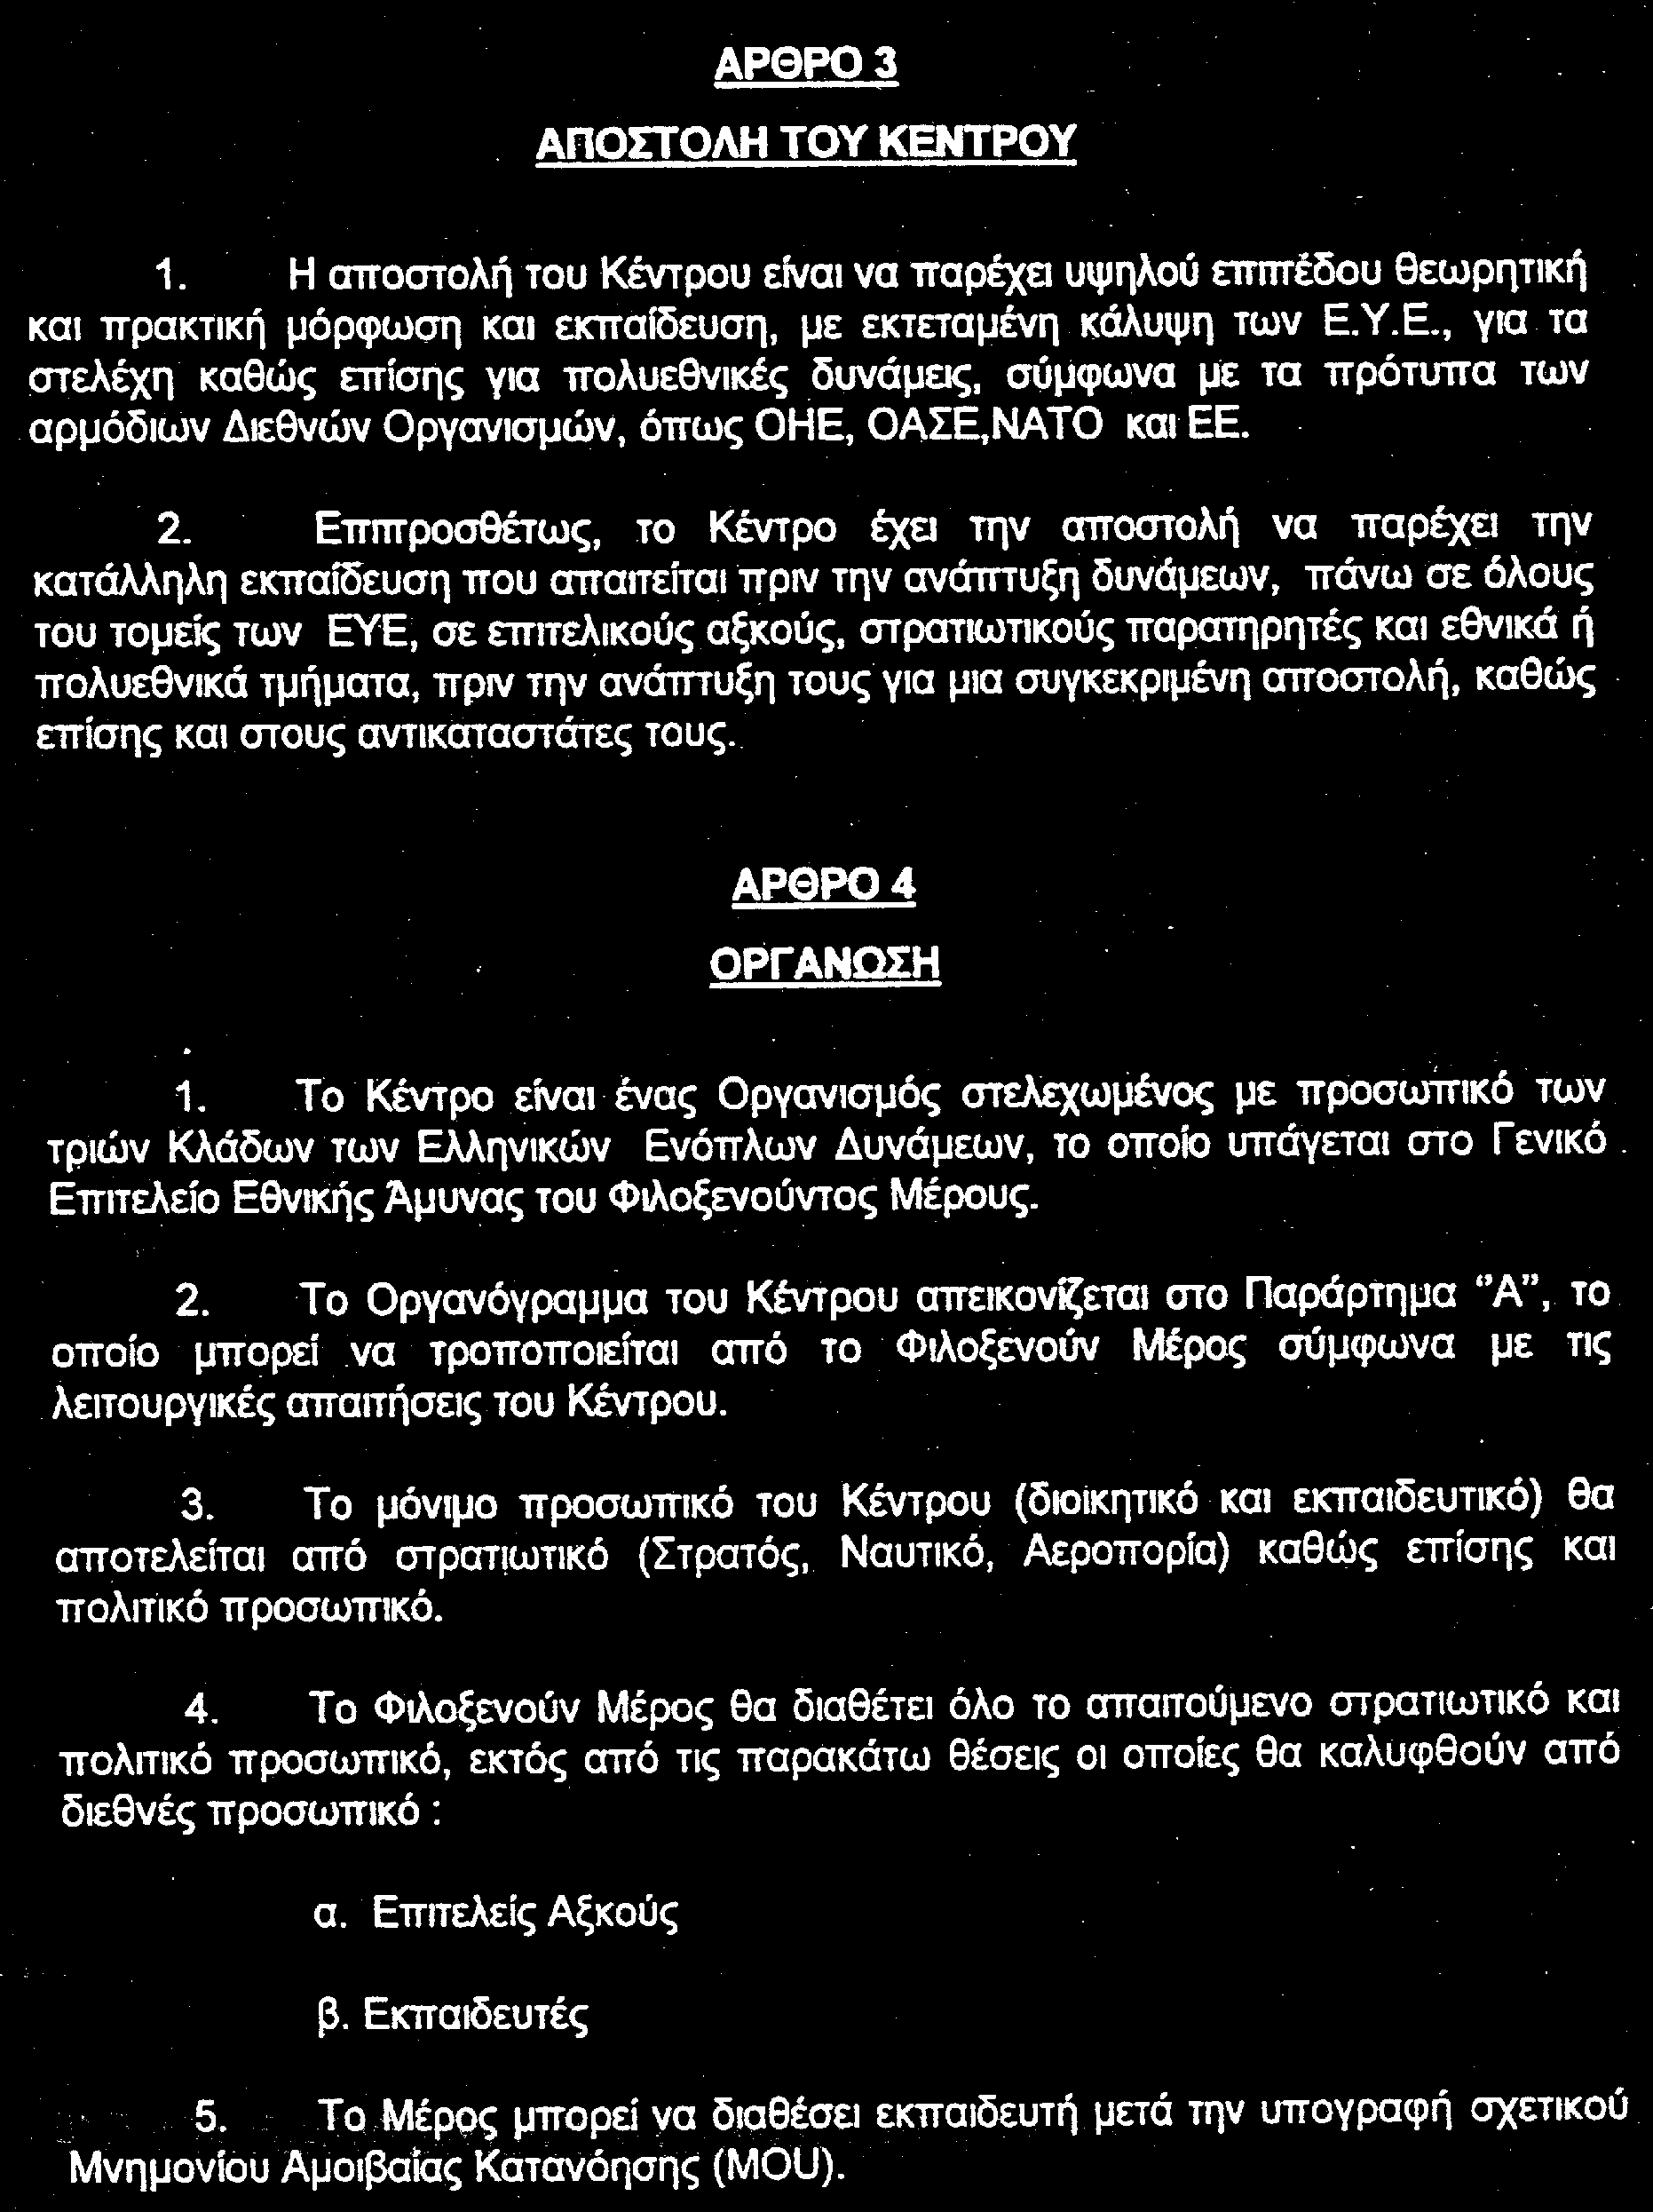 ΑΡΘΡΟ 3
ΑΠΟΣΤΟΛΗ ΤΟΥ ΚΕΝΤΡΟΥ
1. Η αποστολή του Κέντρου είναι να παρέχει υψηλού επιπέδου θεωρητική
και πρακτική μόρφωση και εκπαίδευση, με εκτεταμένη κάλυψη των Ε.Υ.Ε., για τα
στελέχη καθώς επίσης για πολυεθνικές δυνάμεις, σύμφωνα με τα πρότυπα των
αρμόδιων Διεθνών Οργανισμών, όπως ΟΗΕ, ΟΑΣΕ,ΝΑΤΟ και ΕΕ.
2. Επιπροσθέτως, το Κέντρο έχει την αποστολή να παρέχει την
κατάλληλη εκπαίδευση που απαιτείται πριν την ανάπτυξη δυνάμεων, πάνω σε όλους
του τομείς των ΕΥΕ, σε επιτελικούς αξκούς, στρατιωτικούς παρατηρητές και εθνικά ή
πολυεθνικά τμήματα, πριν την ανάπτυξη τους για μια συγκεκριμένη αποστολή, καθώς
επίσης και στους αντικαταστάτες τους.
ΑΡΘΡΟ 4
ΟΡΓΑΝΩΣΗ
1. Το Κέντρο είναι ένας Οργανισμός στελεχωμένος με προσωπικό των
τριών Κλάδων των Ελληνικών Ενόπλων Δυνάμεων, το οποίο υπάγεται στο Γενικό
Επιτελείο Εθνικής Άμυνας του Φιλοξενούντος Μέρους.
2. Το Οργανόγραμμα του Κέντρου απεικονίζεται στο Παράρτημα “Α”, το
οποίο μπορεί να τροποποιείται από το Φιλοξενούν Μέρος σύμφωνα με τις
λειτουργικές απαιτήσεις του Κέντρου.
3. Το μόνιμο προσωπικό του Κέντρου (διοικητικό και εκπαιδευτικό) θα
αποτελείται από στρατιωτικό (Στρατός, Ναυτικό, Αεροπορία) καθώς επίσης και
πολιτικό προσωπικό.
4. Το Φιλοξενούν Μέρος θα διαθέτει όλο το απαιτούμενο στρατιωτικό και
πολιτικό προσωπικό, εκτός από τις παρακάτω θέσεις οι οποίες θα καλυφθούν από
διεθνές προσωπικό :
α. Επιτελείς Αξκούς
β. Εκπαιδευτές
5. Το Μέρος μπορεί να διαθέσει εκπαιδευτή μετά την υπογραφή σχετικού
Μνημονίου Αμοιβαίας Κατανόησης (MOU).